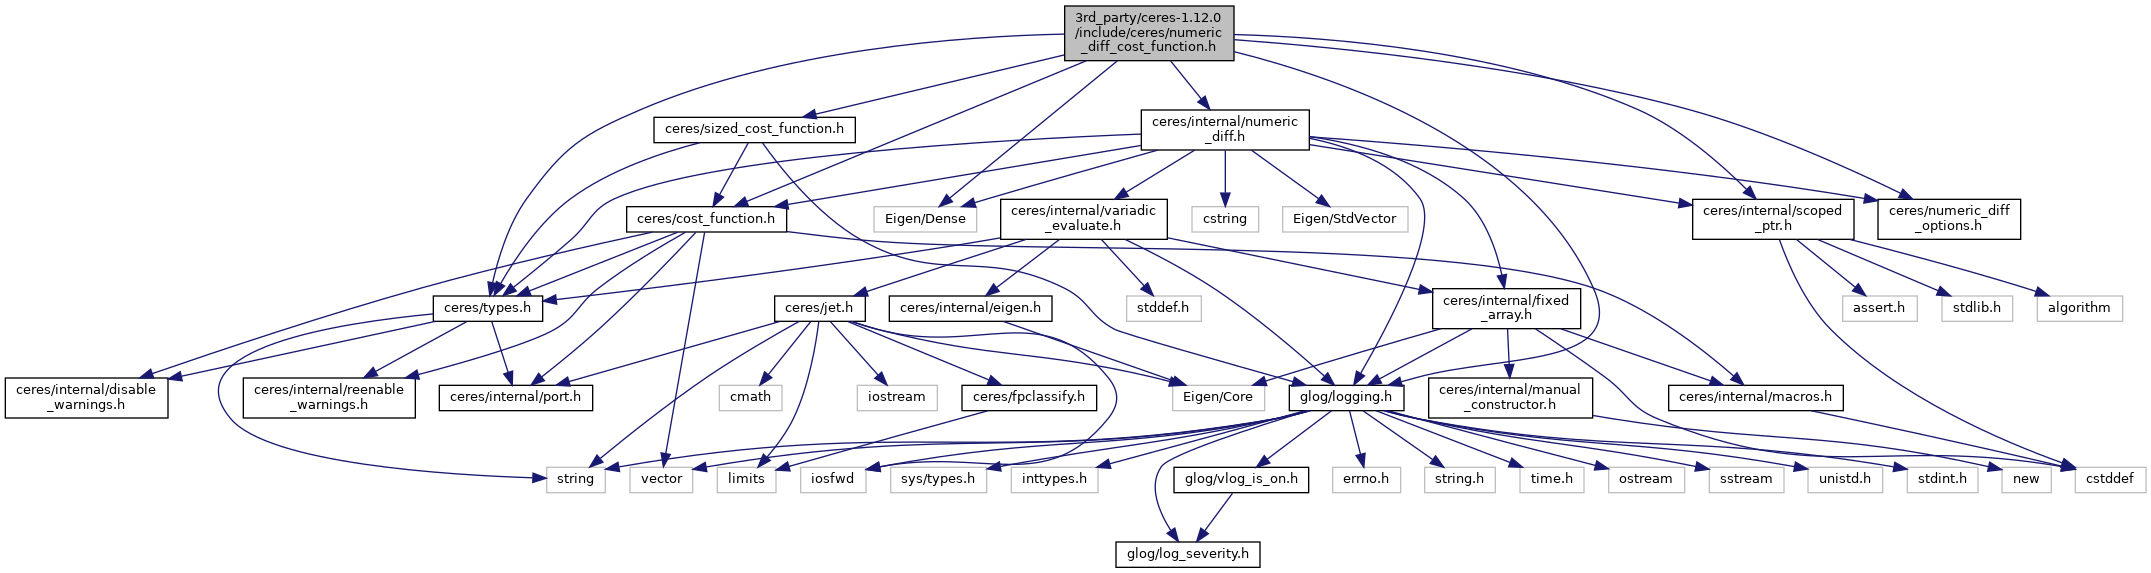 3rd_party/ceres-1.12.0
/include/ceres/numeric
_diff_cost_function.h
ceres/sized_cost_function.h
ceres/internal/numeric
_diff.h
ceres/cost_function.h
Eigen/Dense
ceres/internal/variadic
_evaluate.h
cstring
Eigen/StdVector
ceres/internal/scoped
_ptr.h
ceres/numeric_diff
_options.h
ceres/types.h
ceres/jet.h
ceres/internal/eigen.h
stddef.h
ceres/internal/fixed
_array.h
assert.h
stdlib.h
algorithm
ceres/internal/disable
_warnings.h
ceres/internal/reenable
_warnings.h
ceres/internal/port.h
cmath
iostream
ceres/fpclassify.h
Eigen/Core
glog/logging.h
ceres/internal/manual
_constructor.h
ceres/internal/macros.h
string
vector
limits
iosfwd
sys/types.h
inttypes.h
glog/vlog_is_on.h
errno.h
string.h
time.h
ostream
sstream
unistd.h
stdint.h
new
cstddef
glog/log_severity.h